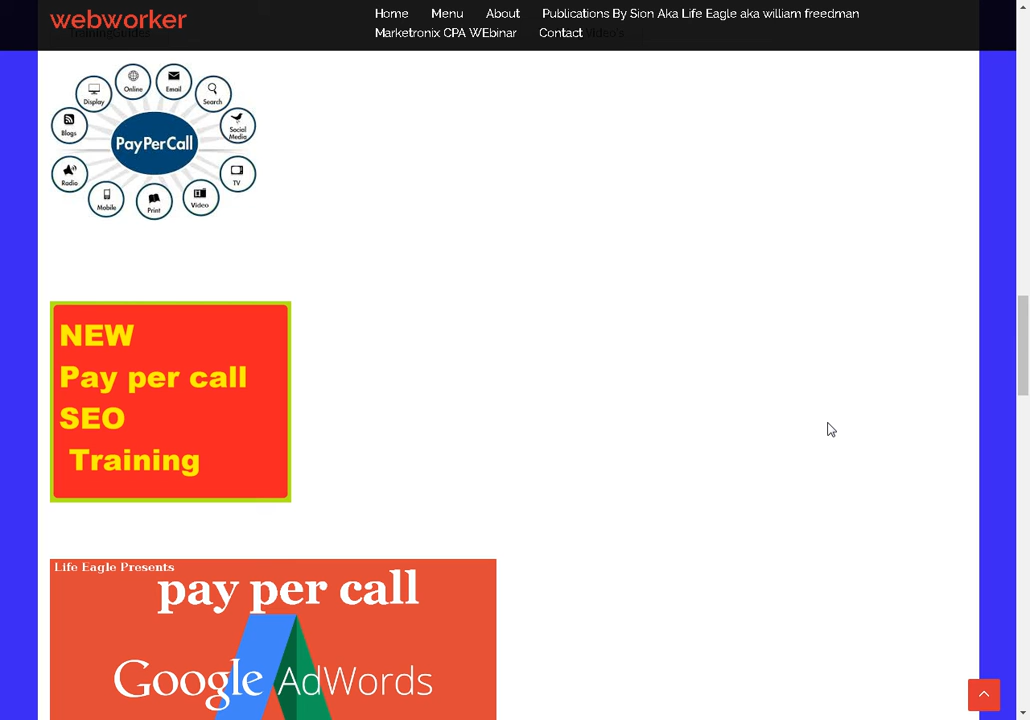 webworker
Home Menu About Publications By Sion Aka Life Eagle aka william freedman
Marketronix CPA WEbinar Contact
Training
Display
Online
Email
Search
Blogs
PayPerCall
Social Media
Radio
TV
Mobile
Print
Video
NEW
Pay per call
SEO
Training
Life Eagle Presents
pay per call
Google AdWords